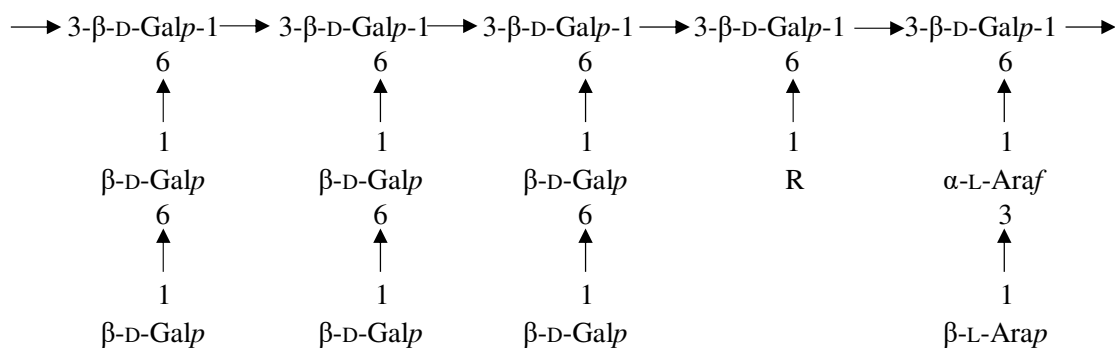 3-β-D-Galp-1 3-β-D-Galp-1 3-β-D-Galp-1 3-β-D-Galp-1 3-β-D-Galp-1
6 6 6 6 6
1 1 1 1 1
β-D-Galp β-D-Galp β-D-Galp R α-L-Araf
6 6 6 3
1 1 1 1
β-D-Galp β-D-Galp β-D-Galp β-L-Arap